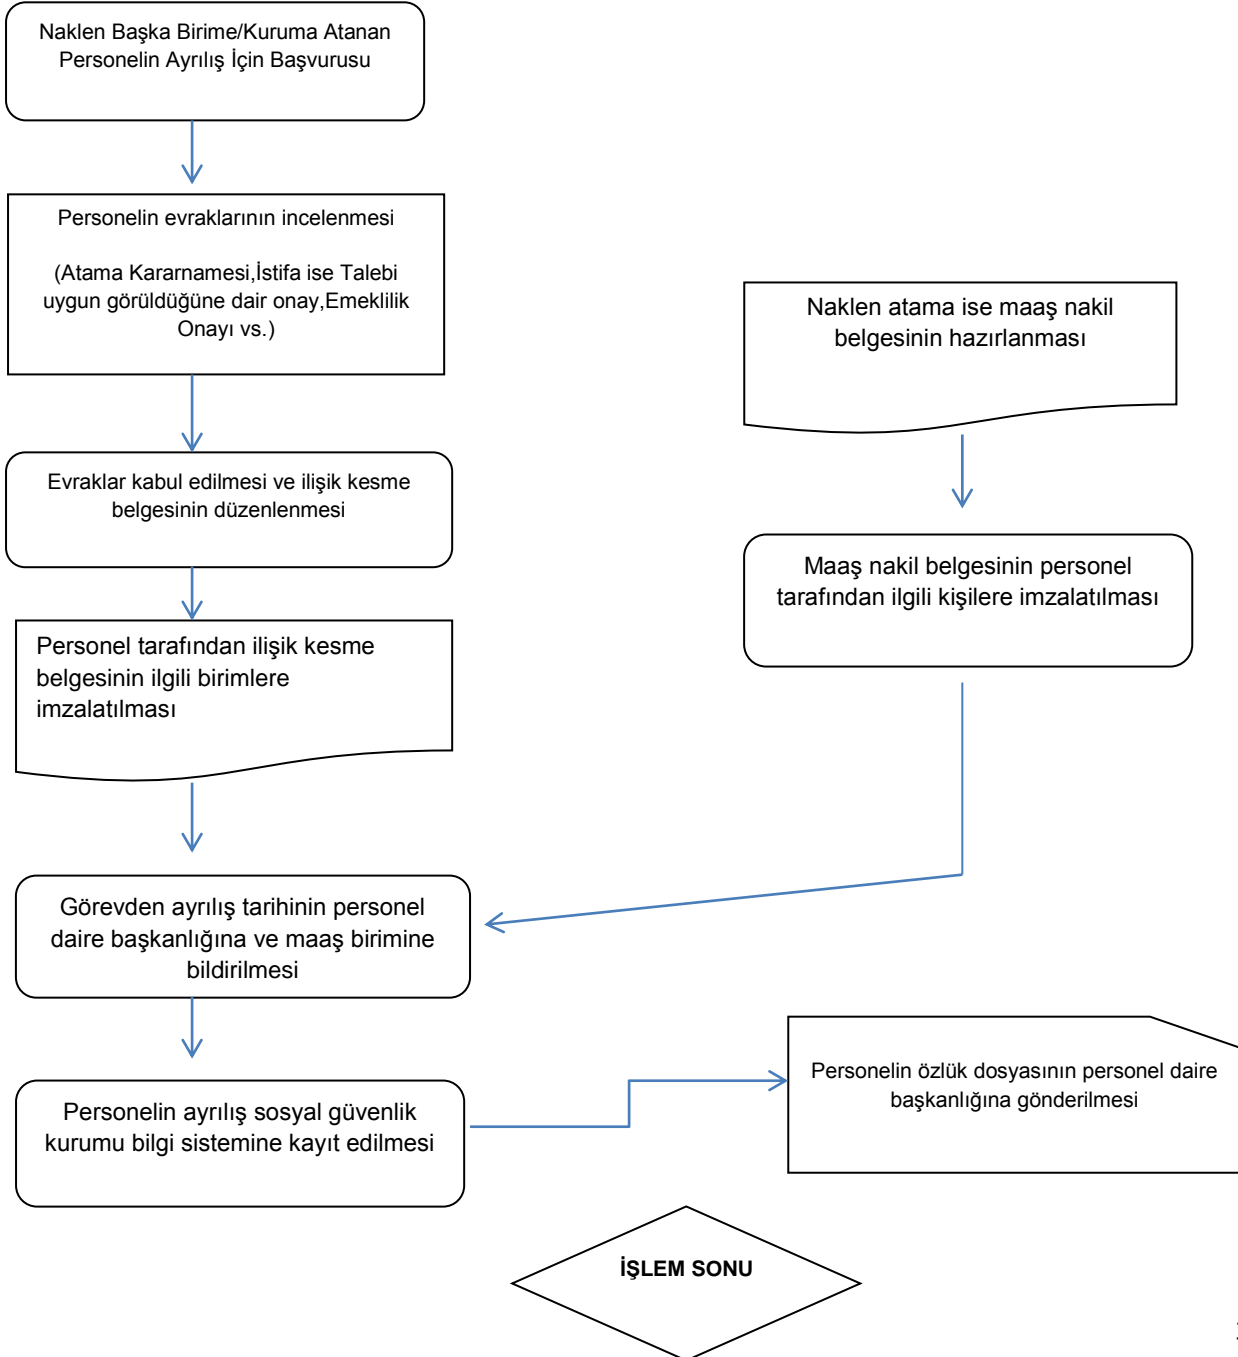 Naklen Başka Birime/Kuruma Atanan
Personelin Ayrılış İçin Başvurusu
Personelin evraklarının incelenmesi
(Atama Kararnamesi,İstifa ise Talebi
uygun görüldüğüne dair onay,Emeklilik
Onayı vs.)
Evraklar kabul edilmesi ve ilişik kesme
belgesinin düzenlenmesi
Personel tarafından ilişik kesme
belgesinin ilgili birimlere
imzalatılması
Naklen atama ise maaş nakil
belgesinin hazırlanması
Maaş nakil belgesinin personel
tarafından ilgili kişilere imzalatılması
Görevden ayrılış tarihinin personel
daire başkanlığına ve maaş birimine
bildirilmesi
Personelin ayrılış sosyal güvenlik
kurumu bilgi sistemine kayıt edilmesi
Personelin özlük dosyasının personel daire
başkanlığına gönderilmesi
İŞLEM SONU